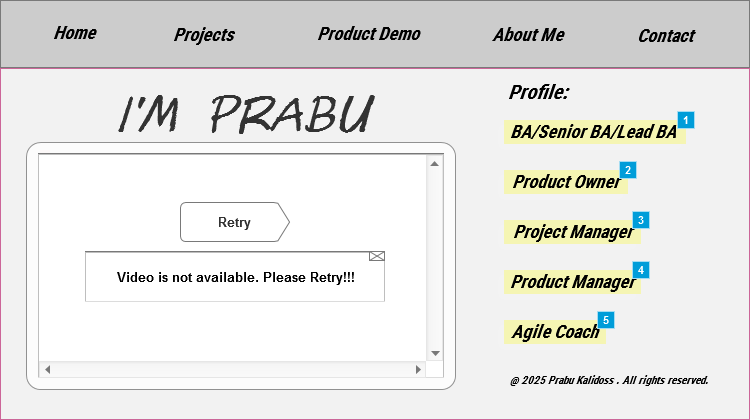 Home Projects Product Demo About Me Contact
I'M PRABU
Retry
Video is not available. Please Retry!!!
Profile:
BA/Senior BA/Lead BA 1
Product Owner 2
Project Manager 3
Product Manager 4
Agile Coach 5
@ 2025 Prabu Kalidoss . All rights reserved.